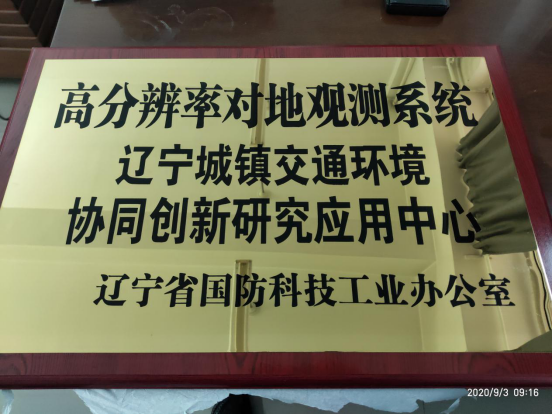 高分辨率对地观测系统
辽宁城镇交通环境
协同创新研究应用中心
辽宁省国防科技工业办公室
2020/9/3 09:16